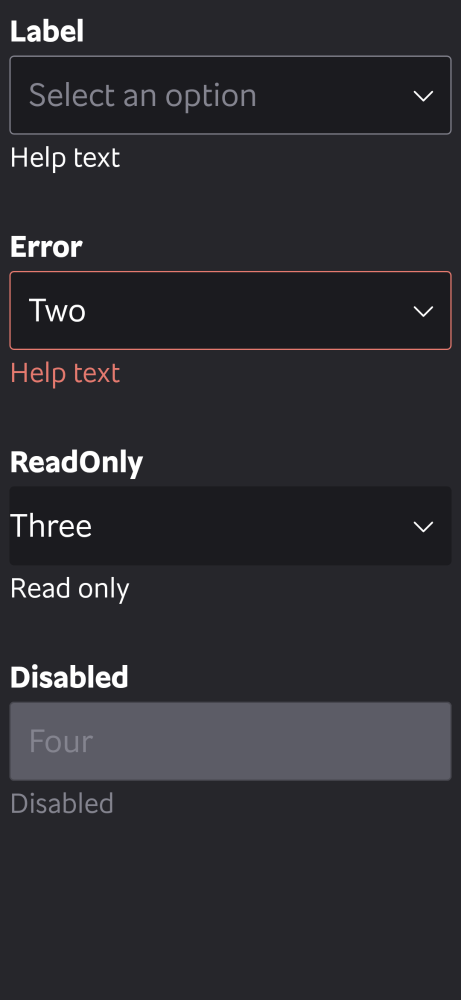 Label
Select an option
Help text
Error
Two
Help text
ReadOnly
Three
Read only
Disabled
Four
Disabled